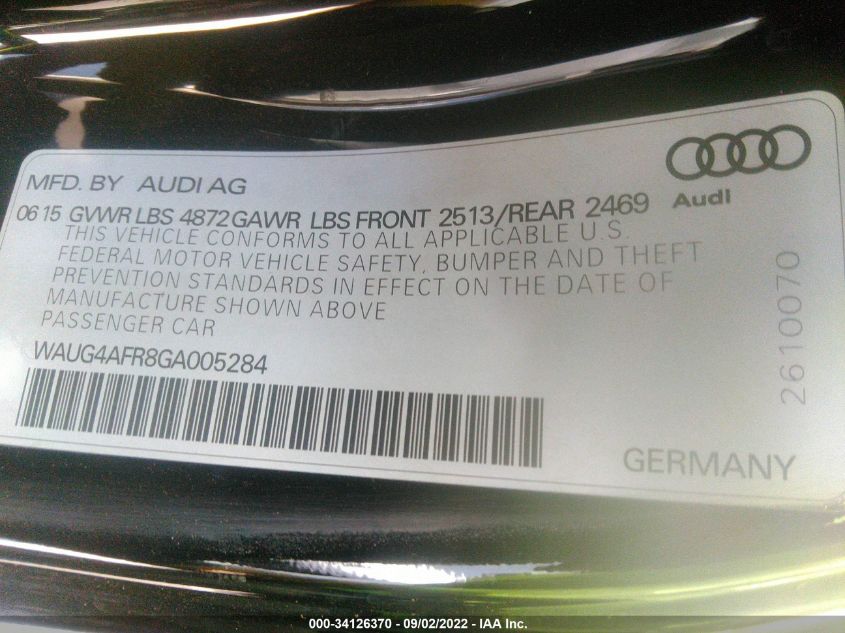 MFD. BY AUDI AG
Audi
0615 GVWR LBS 4872 GAWR LBS FRONT 2513/REAR 2469
THIS VEHICLE CONFORMS TO ALL APPLICABLE U.S.
FEDERAL MOTOR VEHICLE SAFETY, BUMPER AND THEFT
PREVENTION STANDARDS IN EFFECT ON THE DATE OF
MANUFACTURE SHOWN ABOVE
PASSENGER CAR
WAUG4AFR8GA005284
2610070
GERMANY
000-34126370 - 09/02/2022 - IAA Inc.